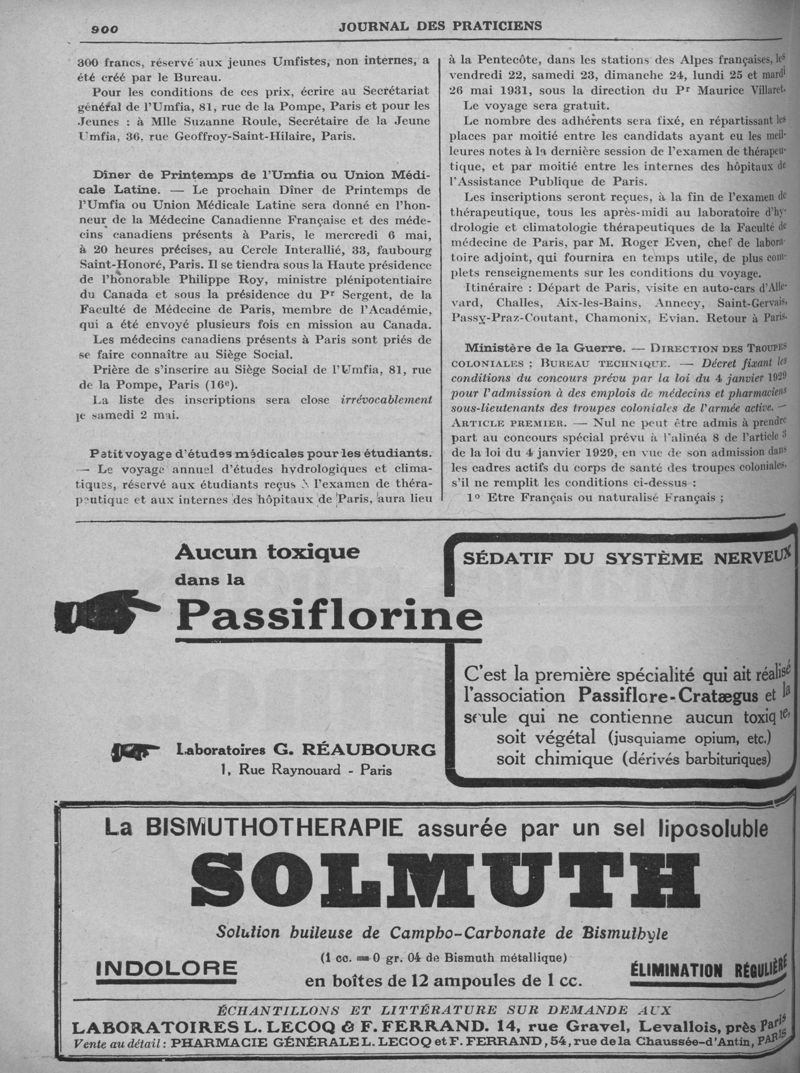 900
JOURNAL DES PRATICIENS
300 francs, réservé aux jeunes Umfistes, non internes, a
été créé par le Bureau.
Pour les conditions de ces prix, écrire au Secrétariat
général de l'Umfia, 81, rue de la Pompe, Paris et pour les
Jeunes : à Mlle Suzanne Roule, Secrétaire de la Jeune
Umfia, 36, rue Geoffroy-Saint-Hilaire, Paris.
Dîner de Printemps de l'Umfia ou Union Médi-
cale Latine. — Le prochain Dîner de Printemps de
l'Umfia ou Union Médicale Latine sera donné en l'hon-
neur de la Médecine Canadienne Française et des méde-
cins canadiens présents à Paris, le mercredi 6 mai,
à 20 heures précises, au Cercle Interallié, 33, faubourg
Saint-Honoré, Paris. Il se tiendra sous la Haute présidence
de l'honorable Philippe Roy, ministre plénipotentiaire
du Canada et sous la présidence du Pr Sergent, de la
Faculté de Médecine de Paris, membre de l'Académie,
qui a été envoyé plusieurs fois en mission au Canada.
Les médecins canadiens présents à Paris sont priés de
se faire connaître au Siège Social.
Prière de s'inscrire au Siège Social de l'Umfia, 81, rue
de la Pompe, Paris (16e).
La liste des inscriptions sera close irrévocablement
le samedi 2 mai.
Petit voyage d'études médicales pour les étudiants.
— Le voyage annuel d'études hydrologiques et clima-
tiques, réservé aux étudiants reçus à l'examen de théra-
peutique et aux internes des hôpitaux de Paris, aura lieu
à la Pentecôte, dans les stations des Alpes françaises, les
vendredi 22, samedi 23, dimanche 24, lundi 25 et mardi
26 mai 1931, sous la direction du Pr Maurice Villaret.
Le voyage sera gratuit.
Le nombre des adhérents sera fixé, en répartissant les
places par moitié entre les candidats ayant eu les meil-
leures notes à la dernière session de l'examen de thérapeu-
tique, et par moitié entre les internes des hôpitaux de
l'Assistance Publique de Paris.
Les inscriptions seront reçues, à la fin de l'examen de
thérapeutique, tous les après-midi au laboratoire d'hy-
drologie et climatologie thérapeutiques de la Faculté de
médecine de Paris, par M. Roger Even, chef de labora-
toire adjoint, qui fournira en temps utile, de plus com-
plets renseignements sur les conditions du voyage.
Itinéraire : Départ de Paris, visite en auto-cars d'Alle-
vard, Challes, Aix-les-Bains, Annecy, Saint-Gervais,
Passy-Praz-Coutant, Chamonix, Evian. Retour à Paris.
Ministère de la Guerre. — DIRECTION DES TROUPES
COLONIALES ; BUREAU TECHNIQUE. — Décret fixant les
conditions du concours prévu par la loi du 4 janvier 1929
pour l'admission à des emplois de médecins et pharmaciens
sous-lieutenants des troupes coloniales de l'armée active. —
ARTICLE PREMIER. — Nul ne peut être admis à prendre
part au concours spécial prévu à l'alinéa 8 de l'article 3
de la loi du 4 janvier 1929, en vue de son admission dans
les cadres actifs du corps de santé des troupes coloniales,
s'il ne remplit les conditions ci-dessus :
1o Etre Français ou naturalisé Français ;
Aucun toxique
dans la
Passiflorine
Laboratoires G. RÉAUBOURG
1, Rue Raynouard - Paris
SÉDATIF DU SYSTÈME NERVEUX
C'est la première spécialité qui ait réalisé
l'association Passiflore-Cratægus et la
seule qui ne contienne aucun toxique,
soit végétal (jusquiame opium, etc.)
soit chimique (dérivés barbituriques)
La BISMUTHOTHERAPIE assurée par un sel liposoluble
SOLMUTH
Solution huileuse de Campho-Carbonate de Bismuthyle
INDOLORE
(1 cc. = 0 gr. 04 de Bismuth métallique)
en boîtes de 12 ampoules de 1 cc.
ÉLIMINATION RÉGULIÈRE
ÉCHANTILLONS ET LITTÉRATURE SUR DEMANDE AUX
LABORATOIRES L. LECOQ & F. FERRAND. 14, rue Gravel, Levallois, près Paris
Vente au détail : PHARMACIE GÉNÉRALE L. LECOQ et F. FERRAND, 54, rue de la Chaussée-d'Antin, PARIS